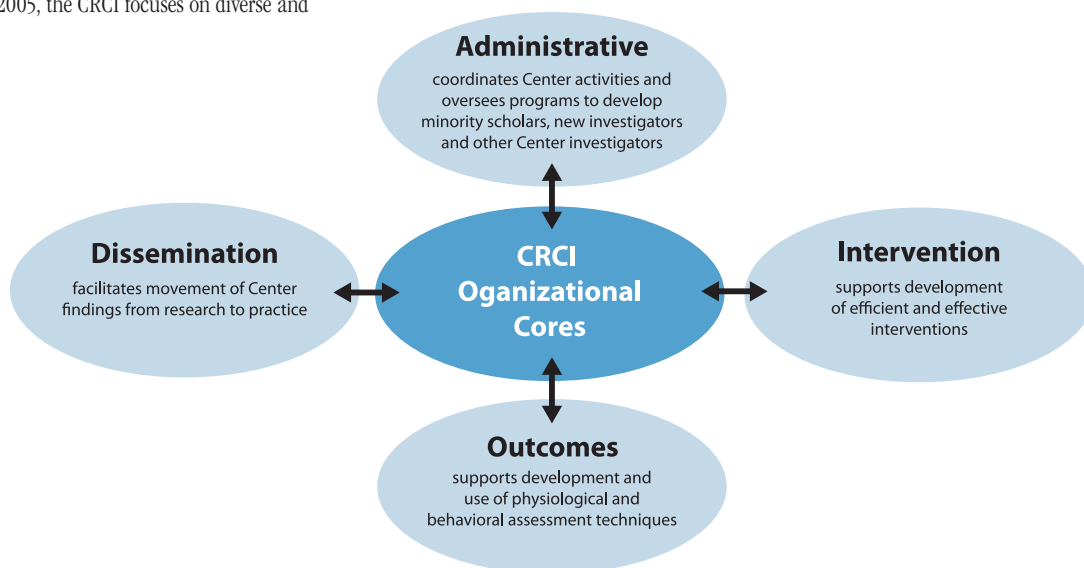 2005, the CRCI focuses on diverse and
Administrative
coordinates Center activities and
oversees programs to develop
minority scholars, new investigators
and other Center investigators
Dissemination
facilitates movement of Center
findings from research to practice
CRCI
Oganizational
Cores
Intervention
supports development
of efficient and effective
interventions
Outcomes
supports development and
use of physiological and
behavioral assessment techniques